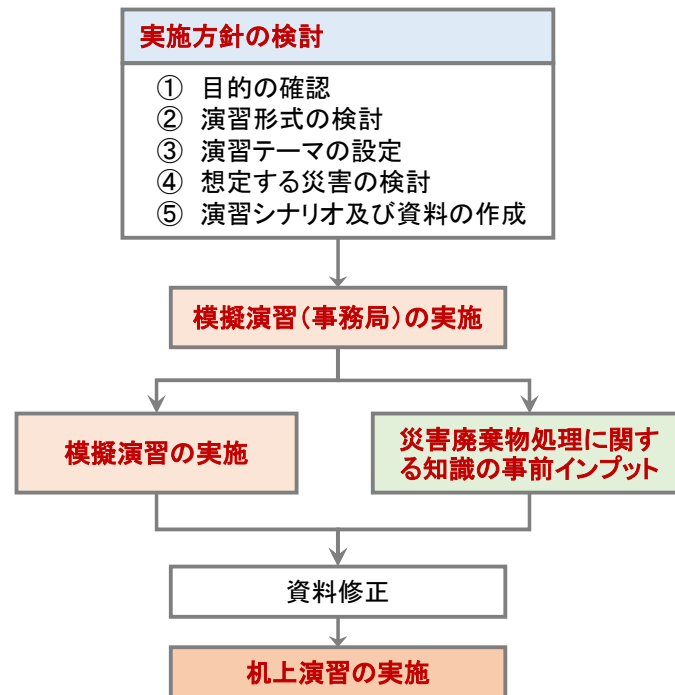 実施方針の検討
① 目的の確認
② 演習形式の検討
③ 演習テーマの設定
④ 想定する災害の検討
⑤ 演習シナリオ及び資料の作成
模擬演習(事務局)の実施
模擬演習の実施
災害廃棄物処理に関す
る知識の事前インプット
資料修正
机上演習の実施